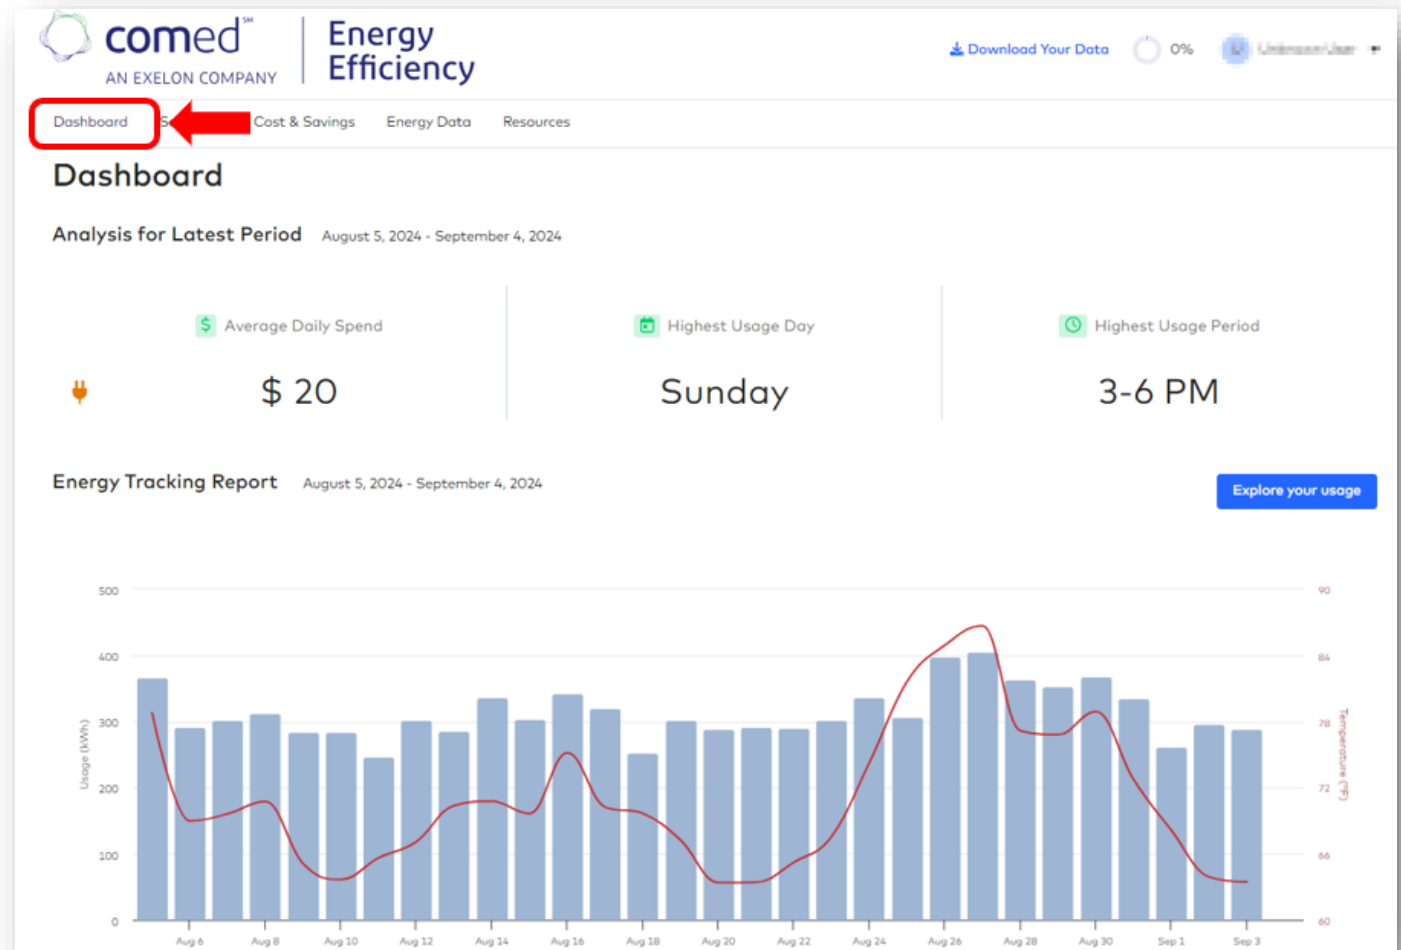 comed℠
AN EXELON COMPANY
Energy
Efficiency
Download Your Data
0%
Dashboard
Cost & Savings
Energy Data
Resources
Dashboard
Analysis for Latest Period August 5, 2024 - September 4, 2024
$ Average Daily Spend
Highest Usage Day
Highest Usage Period
$ 20
Sunday
3-6 PM
Energy Tracking Report August 5, 2024 - September 4, 2024
Explore your usage
500
400
300
200
100
0
Usage (kWh)
90
84
78
72
66
60
Temperature (°F)
Aug 6 Aug 8 Aug 10 Aug 12 Aug 14 Aug 16 Aug 18 Aug 20 Aug 22 Aug 24 Aug 26 Aug 28 Aug 30 Sep 1 Sep 3